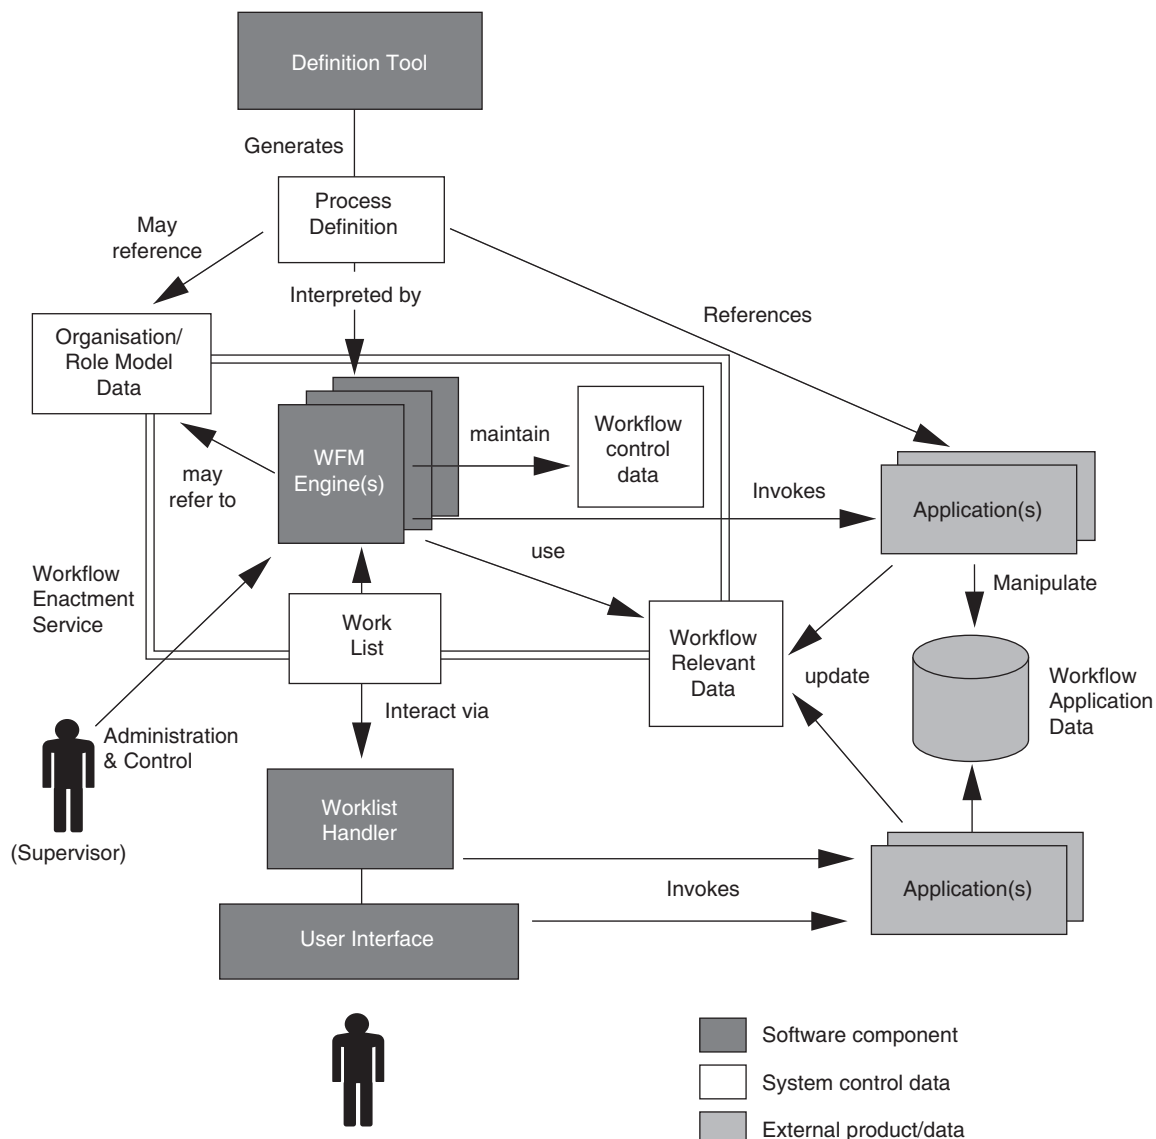 Definition Tool
Generates
Process
Definition
May
reference
Interpreted by
References
Organisation/
Role Model
Data
WFM
Engine(s)
maintain
Workflow
control
data
may
refer to
Invokes
Application(s)
use
Workflow
Enactment
Service
Work
List
Workflow
Relevant
Data
Manipulate
update
Workflow
Application
Data
Interact via
Administration
& Control
(Supervisor)
Worklist
Handler
Invokes
Application(s)
User Interface
Software component
System control data
External product/data